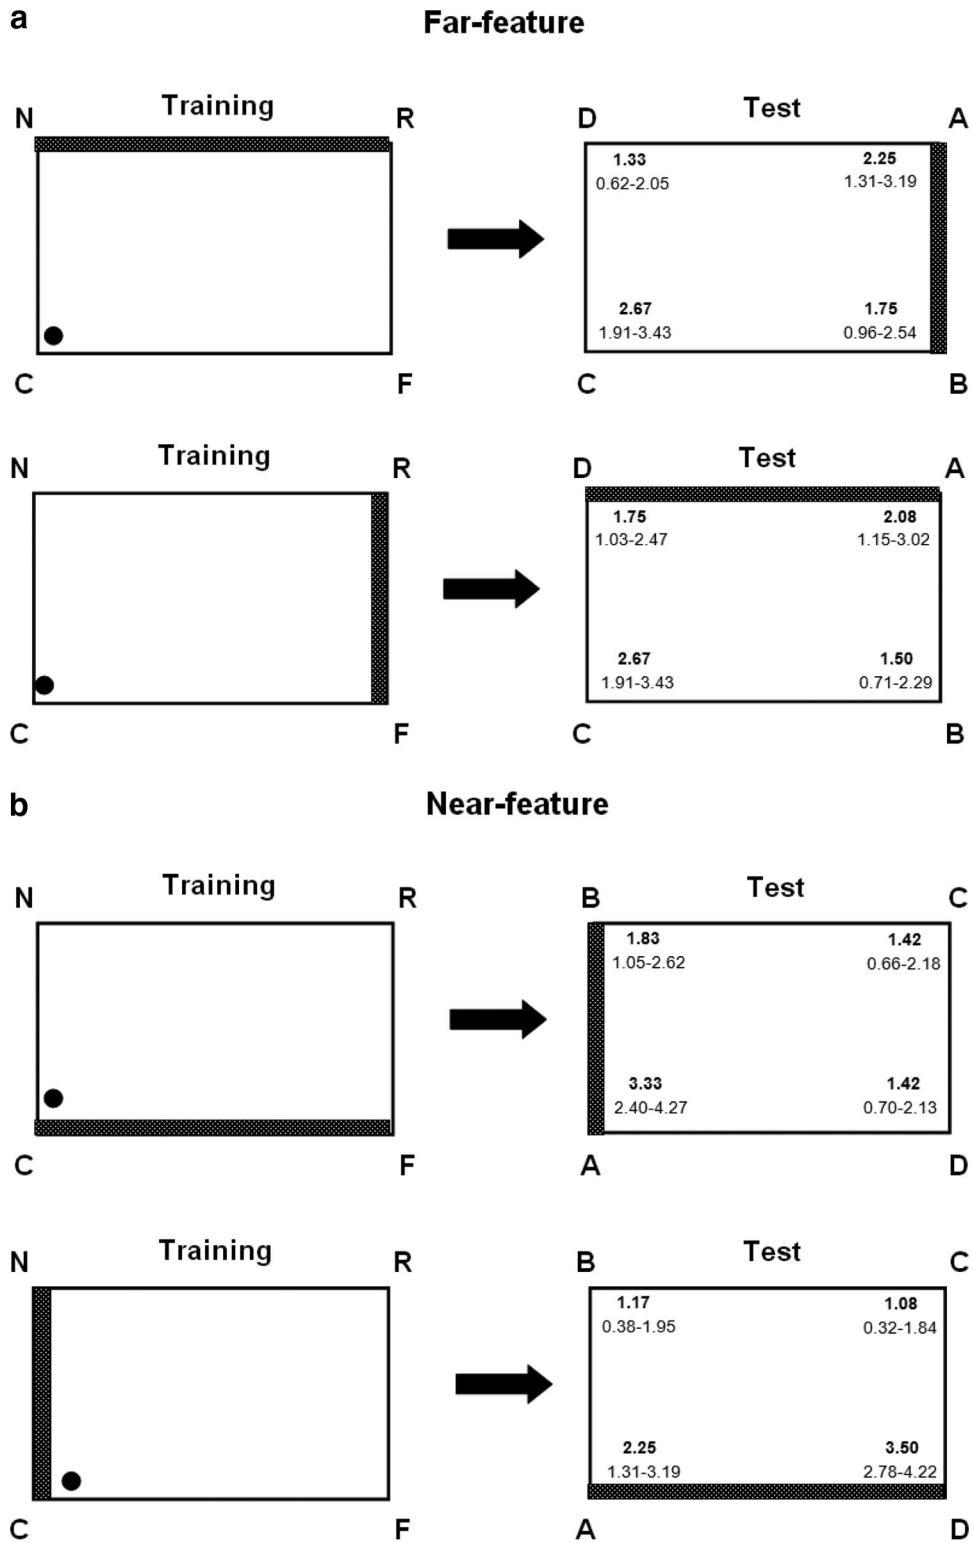 a
Far-feature
Training
Test
N R D A
1.33 2.25
0.62-2.05 1.31-3.19
2.67 1.75
1.91-3.43 0.96-2.54
C F C B
Training
Test
N R D A
1.75 2.08
1.03-2.47 1.15-3.02
2.67 1.50
1.91-3.43 0.71-2.29
C F C B
b
Near-feature
Training
Test
N R B C
1.83 1.42
1.05-2.62 0.66-2.18
3.33 1.42
2.40-4.27 0.70-2.13
C F A D
Training
Test
N R B C
1.17 1.08
0.38-1.95 0.32-1.84
2.25 3.50
1.31-3.19 2.78-4.22
C F A D